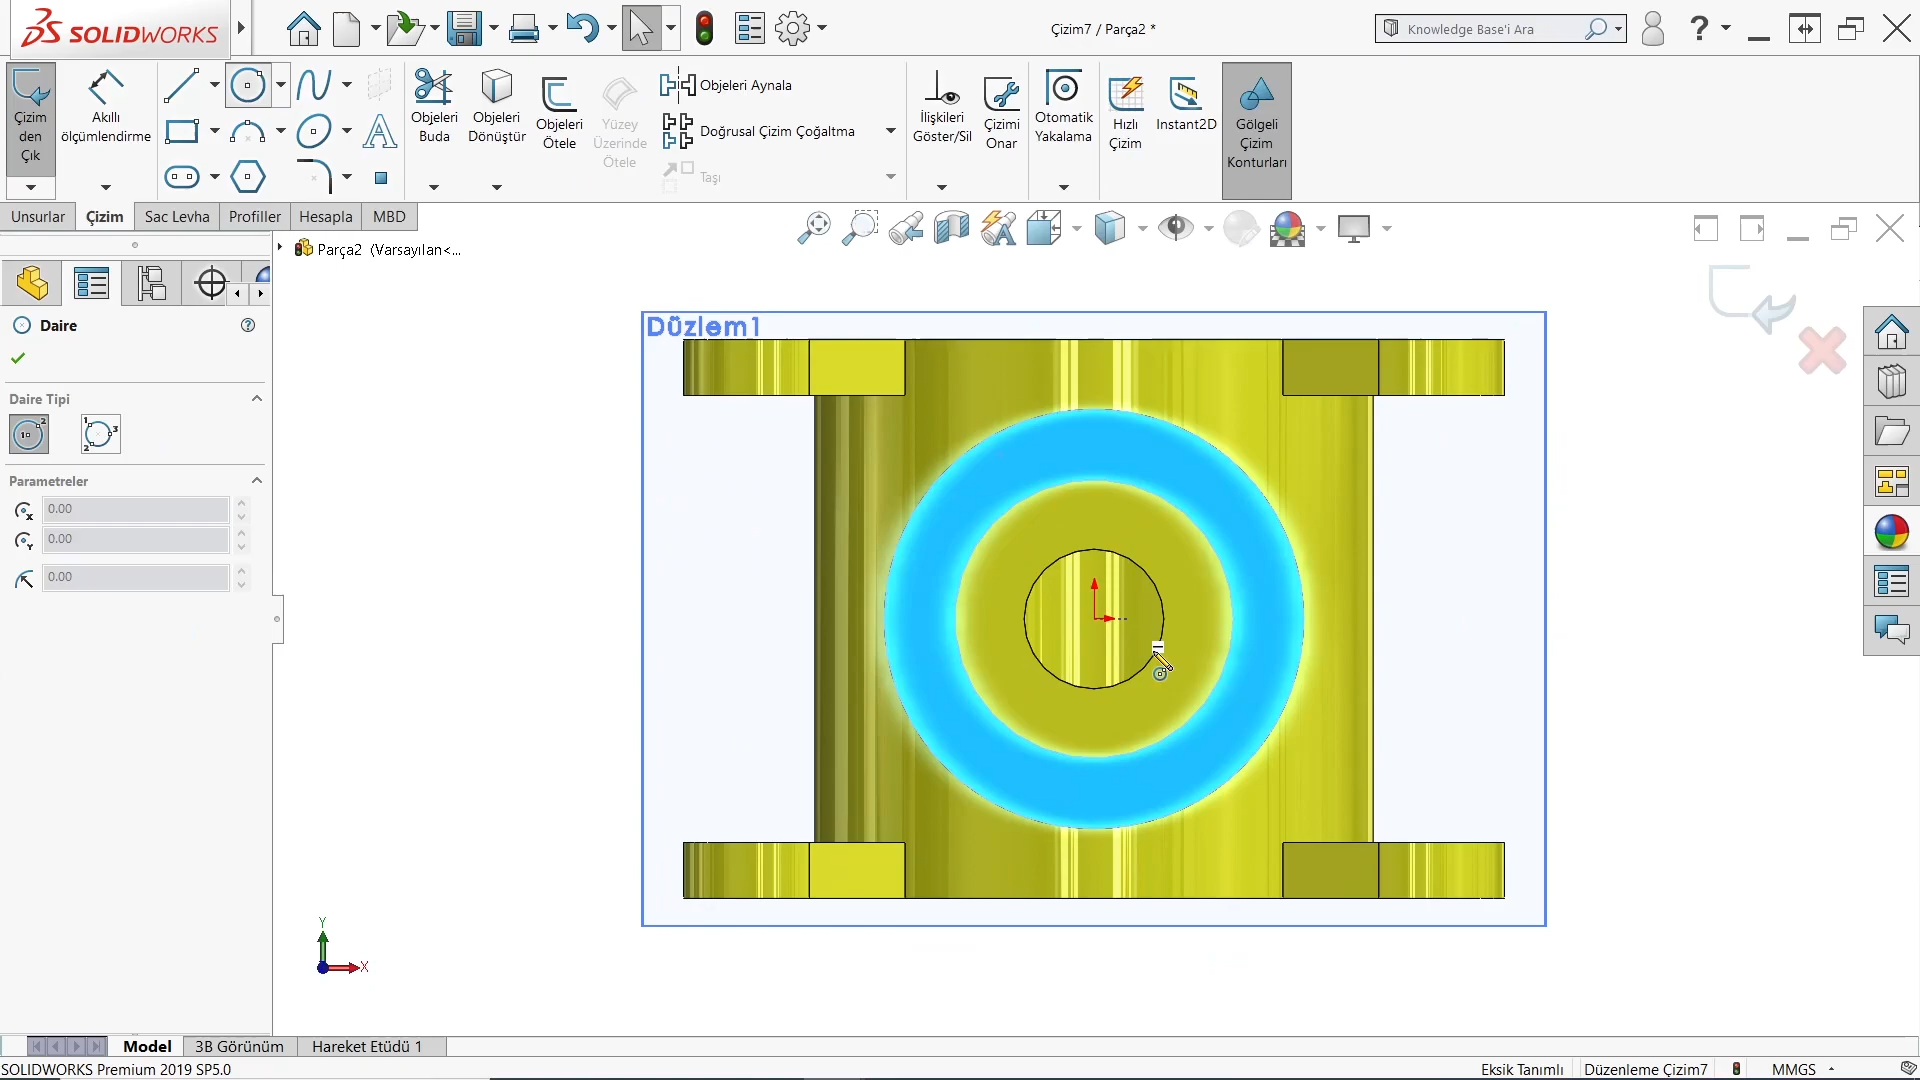 SOLIDWORKS
Çizim7 / Parça2 *
Knowledge Base'i Ara
?
Çizim
den
Çık
Akıllı
ölçümlendirme
Objeleri
Buda
Objeleri
Dönüştür
Objeleri
Ötele
Yüzey
Üzerinde
Ötele
Objeleri Aynala
Doğrusal Çizim Çoğaltma
Taşı
İlişkileri
Göster/Sil
Çizimi
Onar
Otomatik
Yakalama
Hızlı
Çizim
Instant2D
Gölgeli
Çizim
Konturları
Unsurlar
Çizim
Sac Levha
Profiller
Hesapla
MBD
Parça2 (Varsayılan<...
Daire
Daire Tipi
Parametreler
0.00
0.00
0.00
Düzlem1
Y
X
Model
3B Görünüm
Hareket Etüdü 1
SOLIDWORKS Premium 2019 SP5.0
Eksik Tanımlı
Düzenleme Çizim7
MMGS